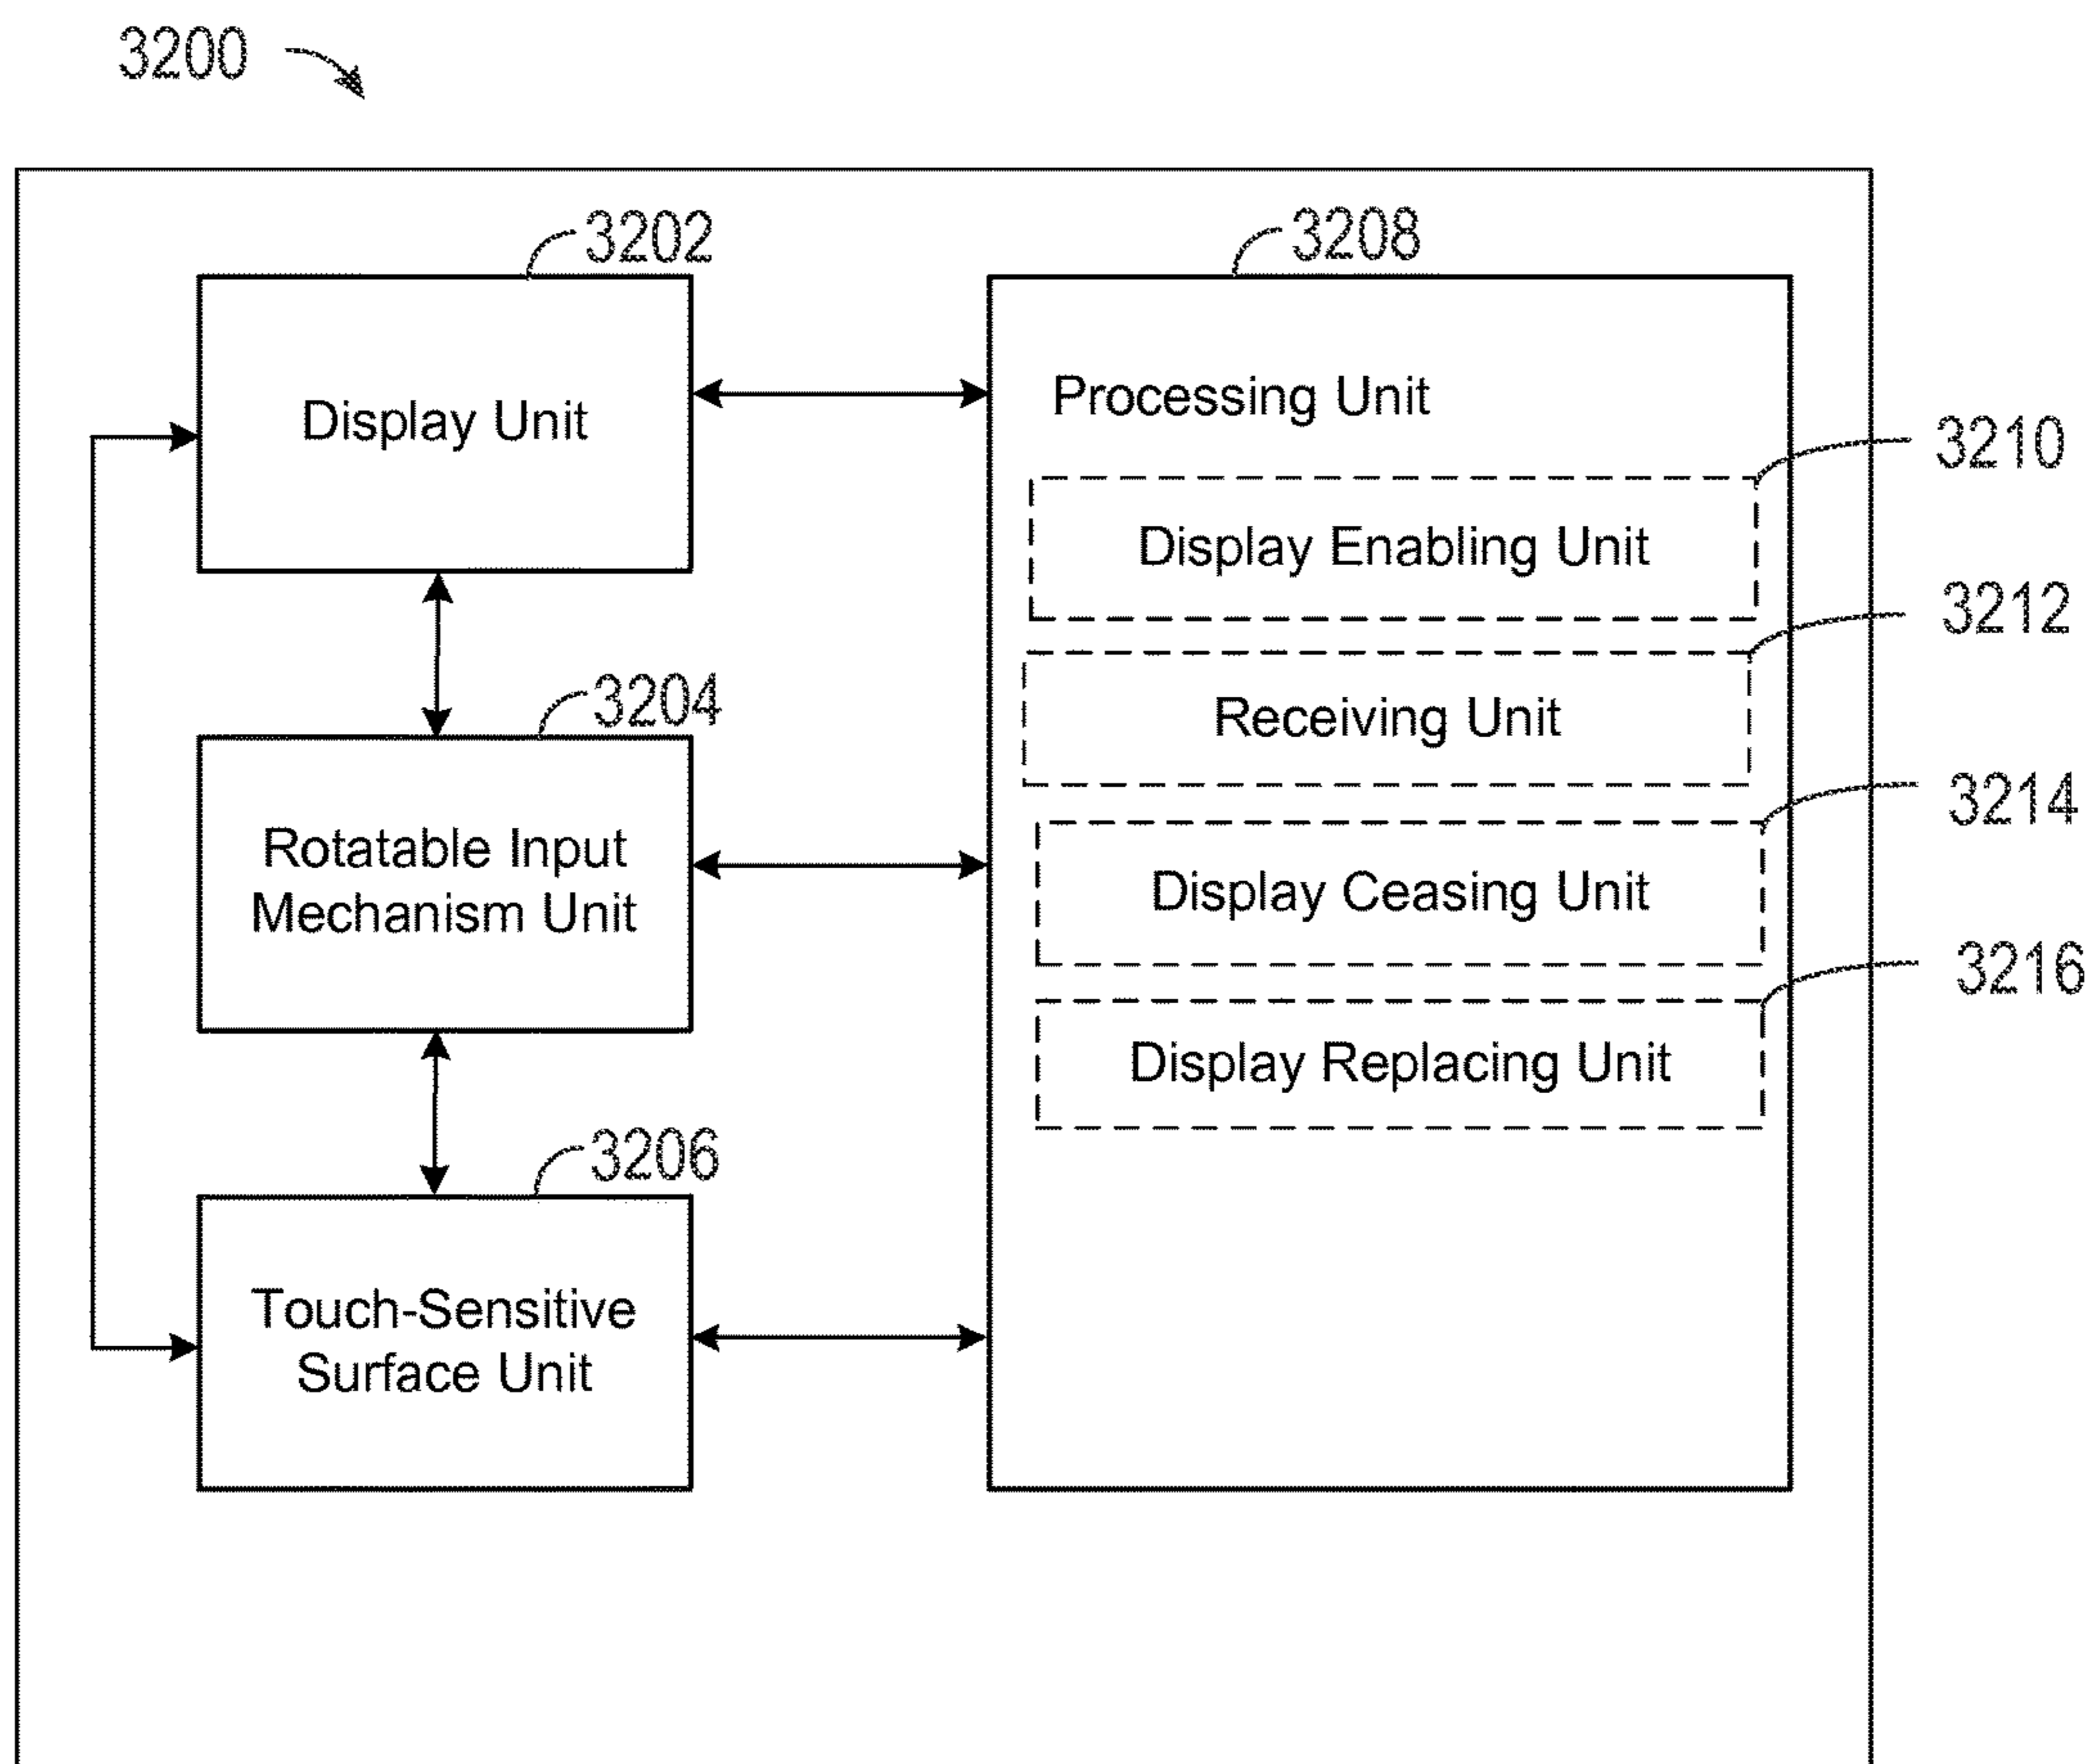 3200
3202
3208
Display Unit
Processing Unit
3210
Display Enabling Unit
3212
Receiving Unit
3204
Rotatable Input
Mechanism Unit
3214
Display Ceasing Unit
3216
Display Replacing Unit
3206
Touch-Sensitive
Surface Unit